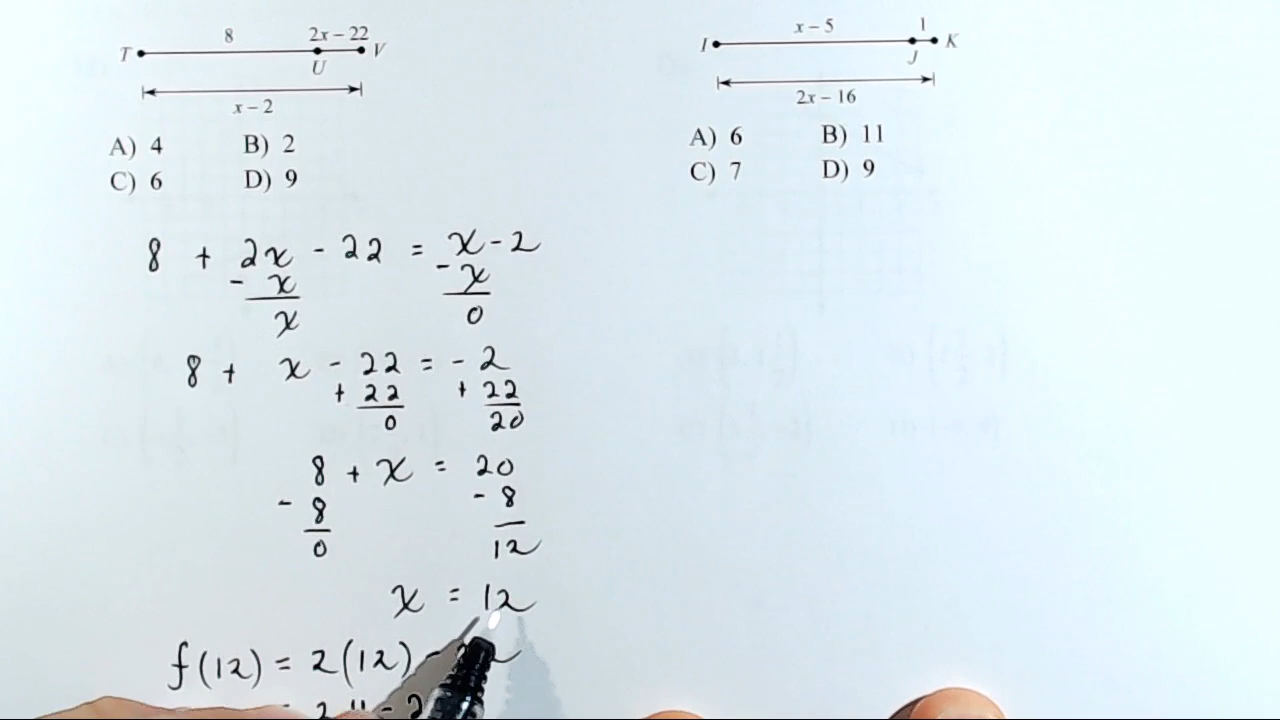 8 2x – 22
T U V
x – 2
A) 4 B) 2
C) 6 D) 9
8 + 2x - 22 = x - 2
- x - x
x 0
8 + x - 22 = - 2
+ 22 + 22
0 20
8 + x = 20
- 8 - 8
0 12
x = 12
f(12) = 2(12) -
x – 5 1
I J K
2x – 16
A) 6 B) 11
C) 7 D) 9